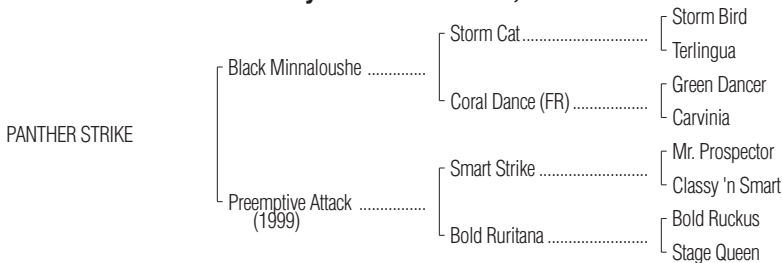 Storm Bird
Storm Cat..............................
Terlingua
Black Minnaloushe ..............
Green Dancer
Coral Dance (FR) ..................
Carvinia
PANTHER STRIKE
Mr. Prospector
Smart Strike ..........................
Classy 'n Smart
Preemptive Attack ................
(1999)
Bold Ruckus
Bold Ruritana ........................
Stage Queen